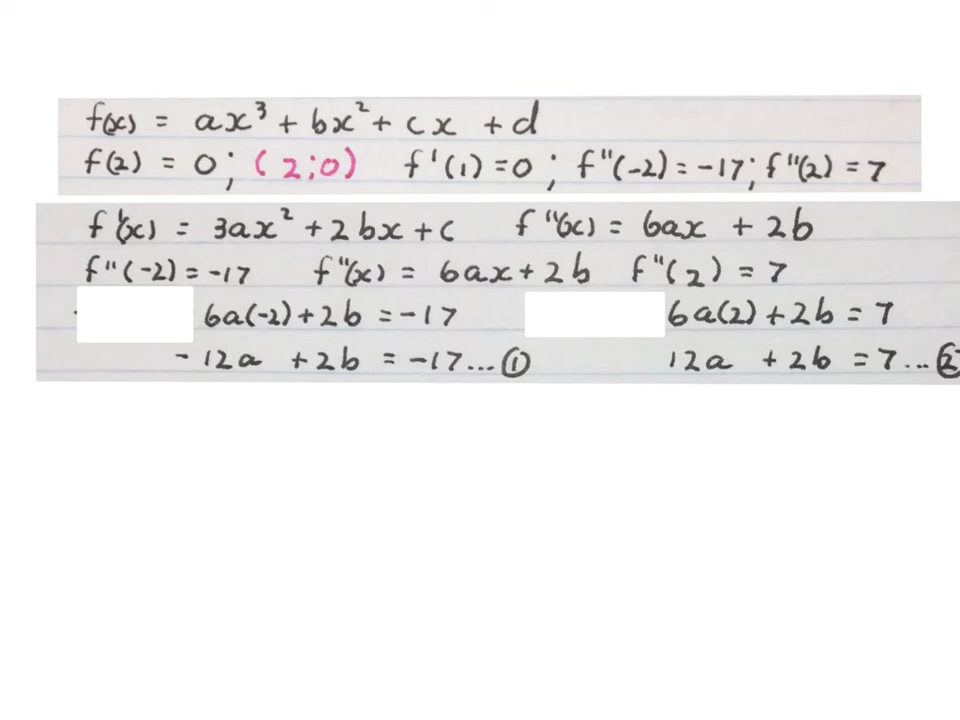 f(x) = ax³ + bx² + cx + d
f(2) = 0; (2;0) f'(1) = 0; f"(-2) = -17; f"(2) = 7
f'(x) = 3ax² + 2bx + c f"(x) = 6ax + 2b
f"(-2) = -17 f"(x) = 6ax + 2b f"(2) = 7
6a(-2) + 2b = -17 6a(2) + 2b = 7
-12a + 2b = -17 ... ① 12a + 2b = 7 ... ②